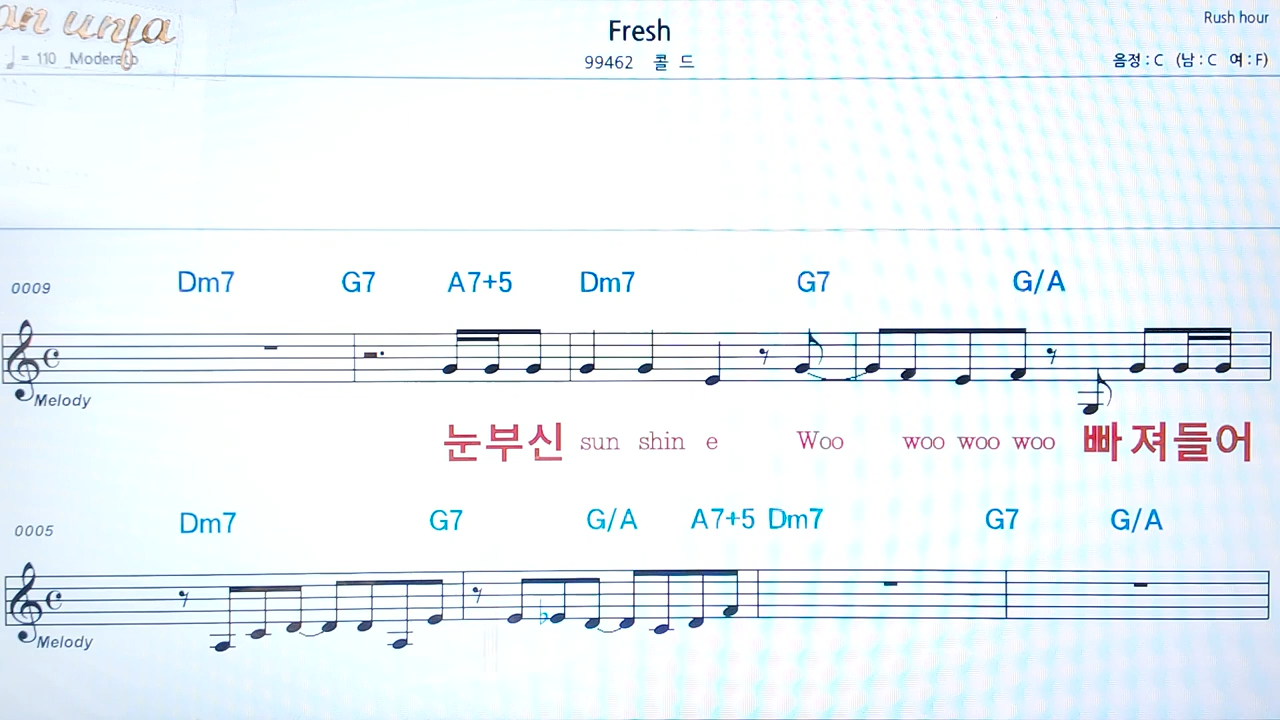 Fresh
Rush hour
♩ = 110 Moderato
99462 콜 드
음정 : C (남 : C 여 : F)
Dm7 G7 A7+5 Dm7 G7 G/A
0009
Melody
눈부신 sun shin e Woo woo woo woo 빠져들어
Dm7 G7 G/A A7+5 Dm7 G7 G/A
0005
Melody